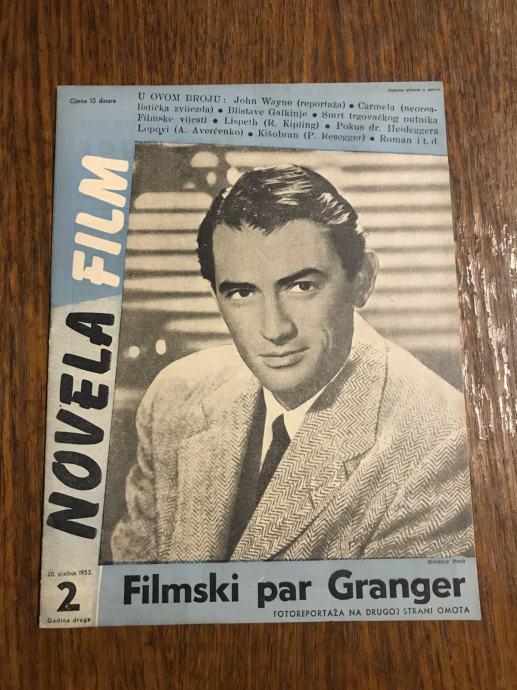 Cijena 15 dinara
U OVOM BROJU: John Wayne (reportaža) ● Carmela (neorea-
listička zvijezda) ● Blistave Galkinje ● Smrt trgovačkog putnika
Filmske vijesti ● Lispeth (R. Kipling) ● Pokus dr. Heideggera
Lopovi (A. Averčenko) ● Kišobran (P. Resegger) ● Roman i t. d.
NOVELA FILM
Gregory Peck
20. siječnja 1953.
2
Godina druga
Filmski par Granger
FOTOREPORTAŽA NA DRUGOJ STRANI OMOTA